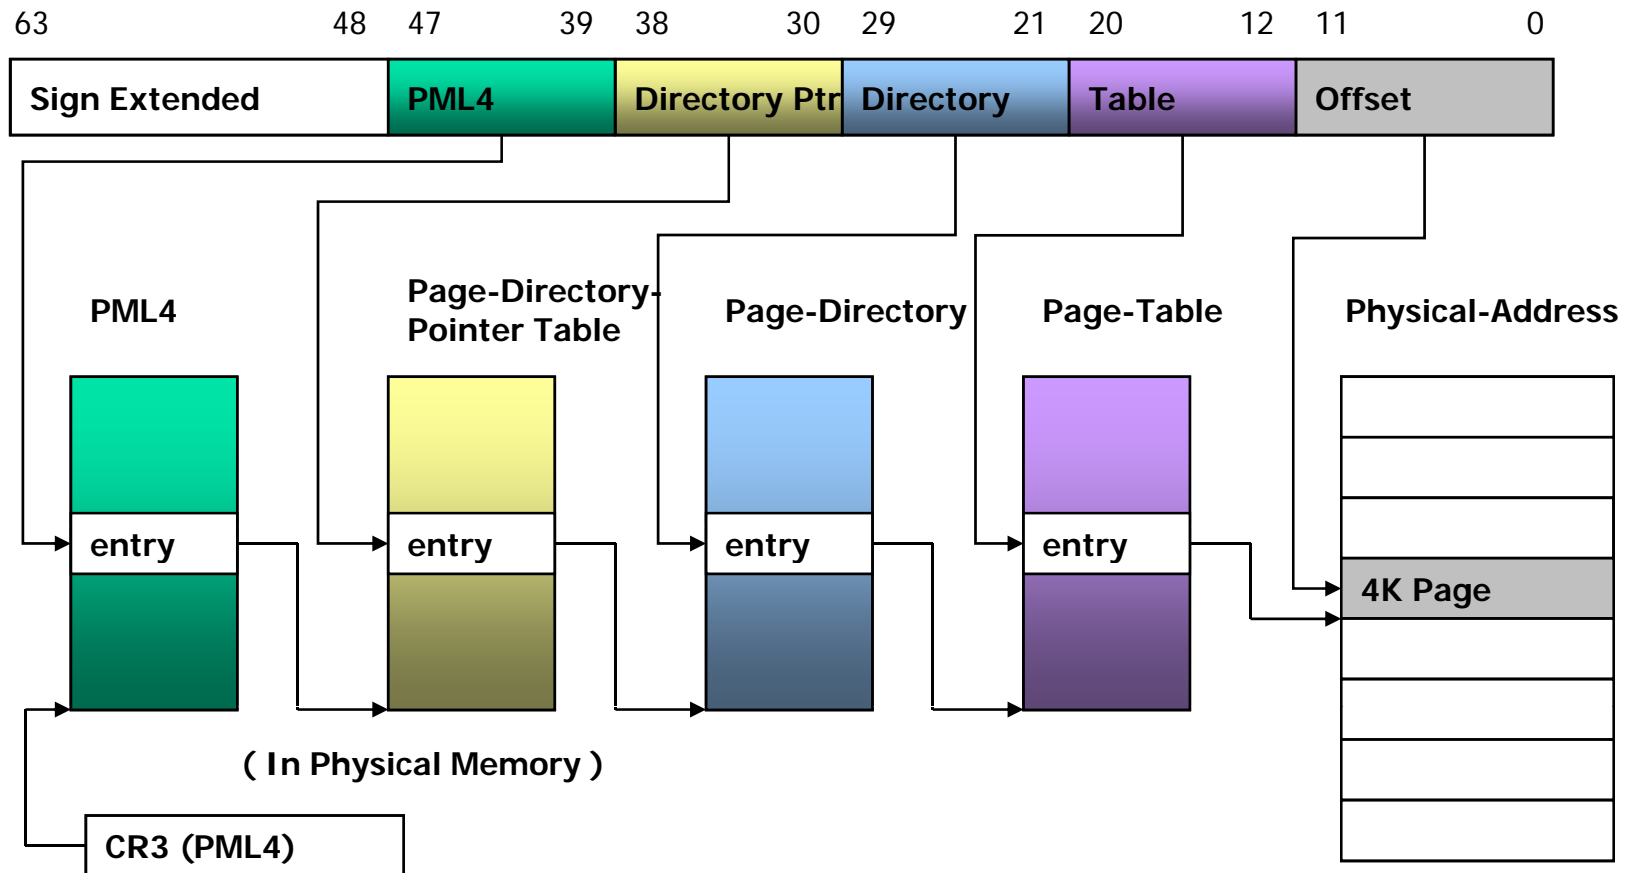 63 48 47 39 38 30 29 21 20 12 11 0
Sign Extended PML4 Directory Ptr Directory Table Offset
PML4
Page-Directory-
Pointer Table
Page-Directory
Page-Table
Physical-Address
entry entry entry entry
4K Page
( In Physical Memory )
CR3 (PML4)